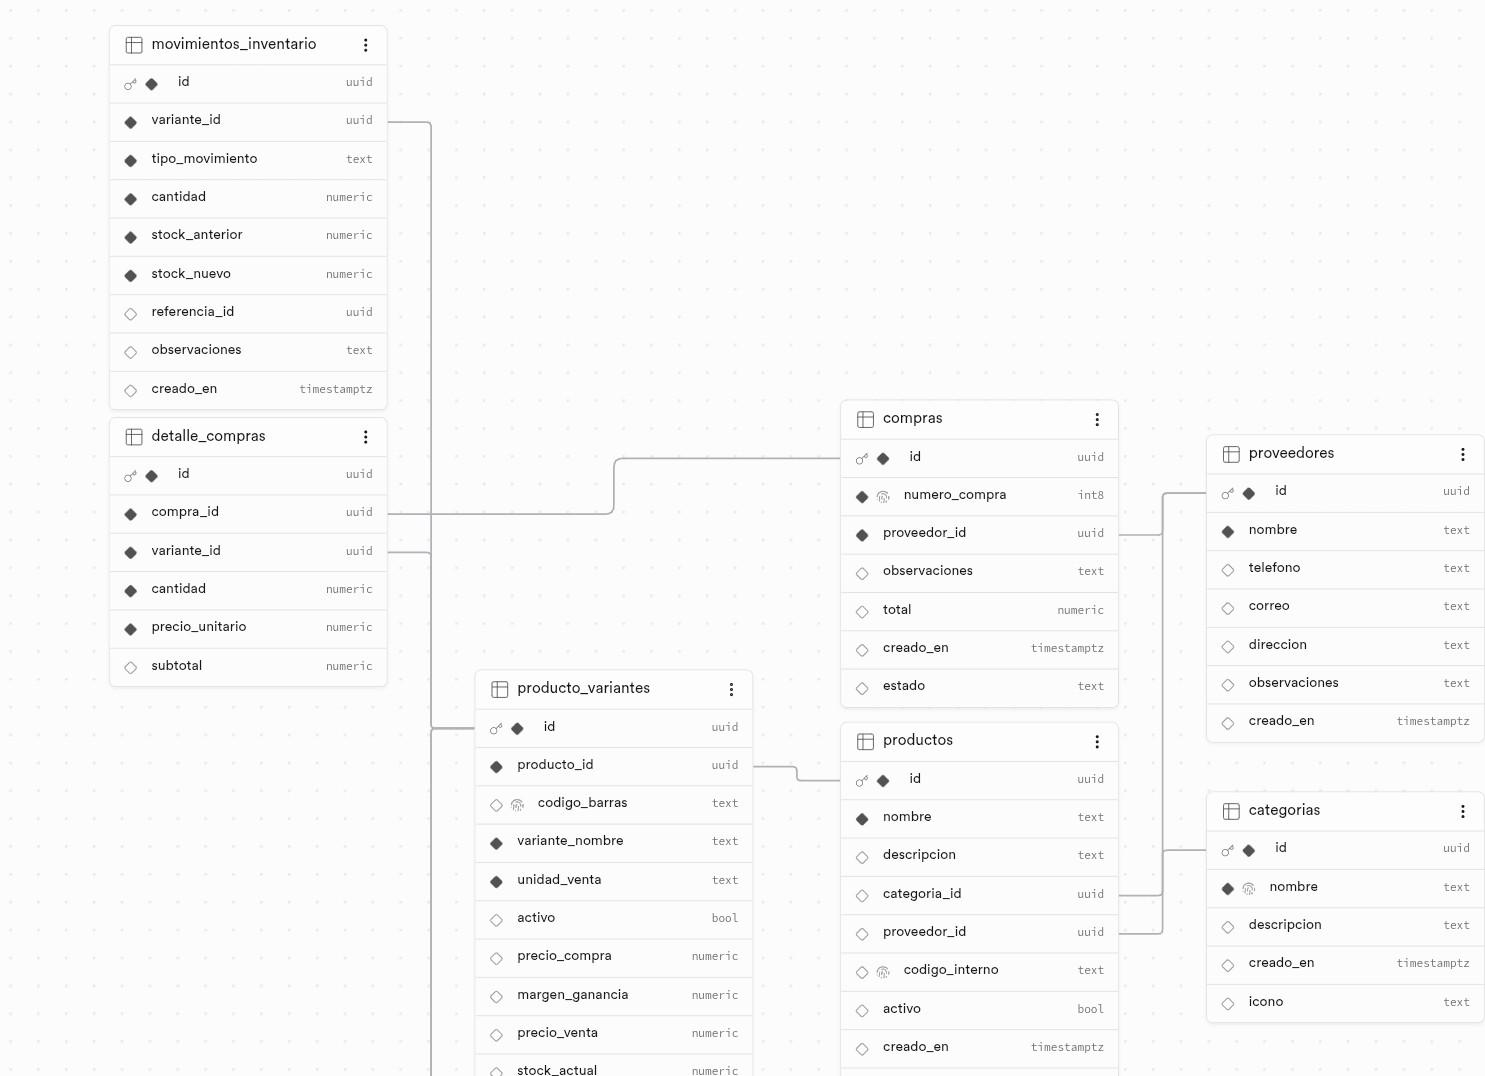 movimientos_inventario
id uuid
variante_id uuid
tipo_movimiento text
cantidad numeric
stock_anterior numeric
stock_nuevo numeric
referencia_id uuid
observaciones text
creado_en timestamptz
detalle_compras
id uuid
compra_id uuid
variante_id uuid
cantidad numeric
precio_unitario numeric
subtotal numeric
producto_variantes
id uuid
producto_id uuid
codigo_barras text
variante_nombre text
unidad_venta text
activo bool
precio_compra numeric
margen_ganancia numeric
precio_venta numeric
stock_actual numeric
compras
id uuid
numero_compra int8
proveedor_id uuid
observaciones text
total numeric
creado_en timestamptz
estado text
productos
id uuid
nombre text
descripcion text
categoria_id uuid
proveedor_id uuid
codigo_interno text
activo bool
creado_en timestamptz
proveedores
id uuid
nombre text
telefono text
correo text
direccion text
observaciones text
creado_en timestamptz
categorias
id uuid
nombre text
descripcion text
creado_en timestamptz
icono text